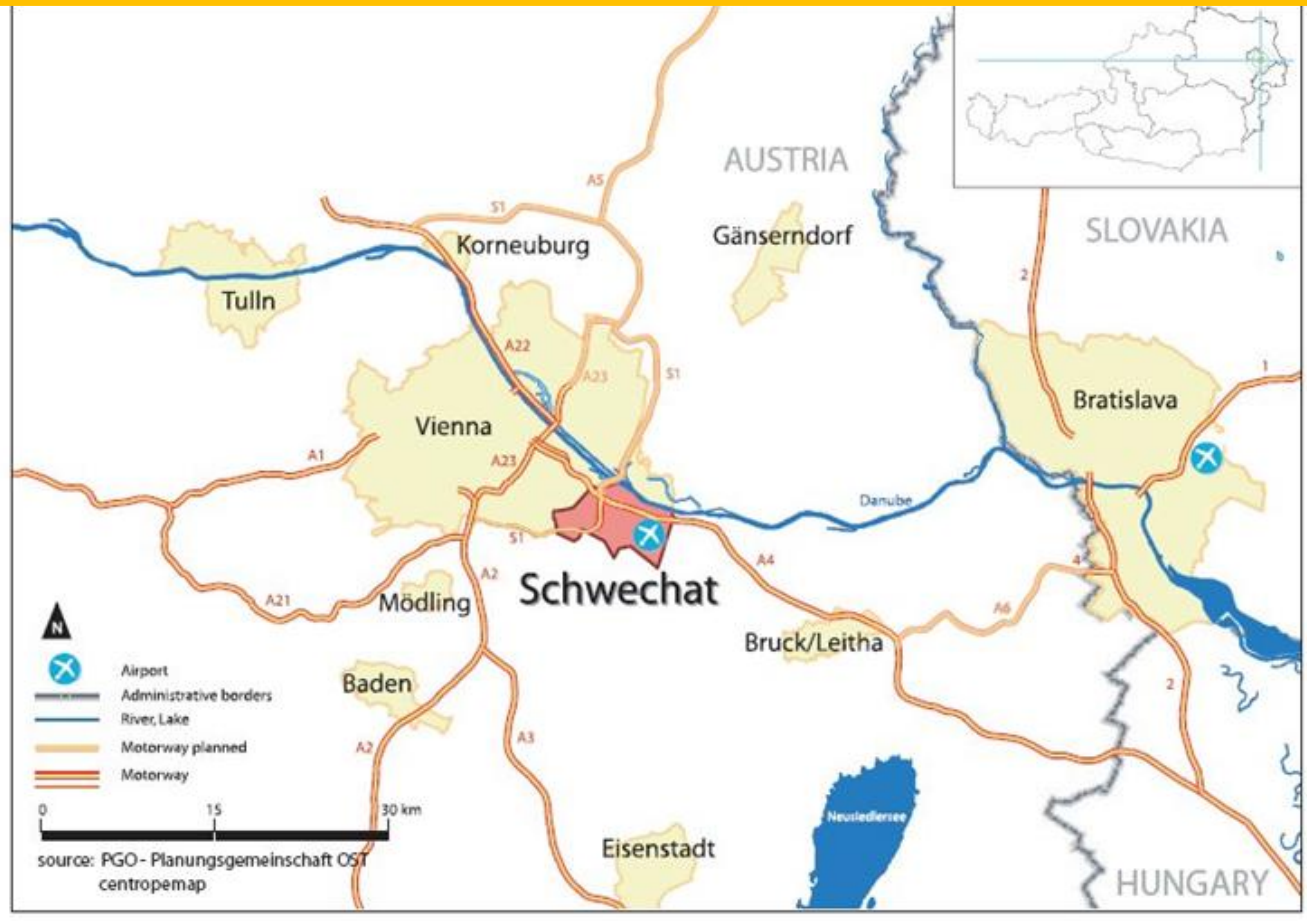 AUSTRIA
SLOVAKIA
A5
S1
Korneuburg
Gänserndorf
2
Tulln
A22
A23
S1
1
Bratislava
Vienna
A1
A23
Danube
S1
A4
4
A2
Schwechat
A21
Mödling
A6
Bruck/Leitha
N
Airport
Administrative borders
River, Lake
Motorway planned
Motorway
Baden
2
A2
A3
0 15 30 km
Neusiedlersee
source: PGO - Planungsgemeinschaft OST
centropemap
Eisenstadt
HUNGARY